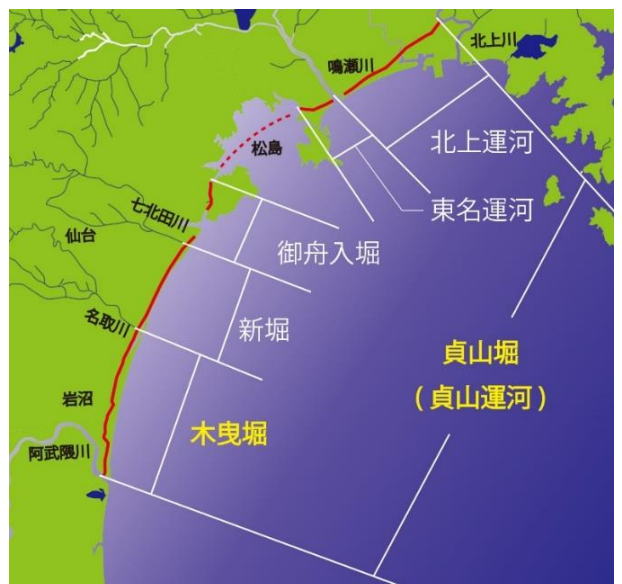 北上川
鳴瀬川
北上運河
松島
東名運河
七北田川
仙台
御舟入堀
名取川
新堀
貞山堀
(貞山運河)
岩沼
木曳堀
阿武隈川